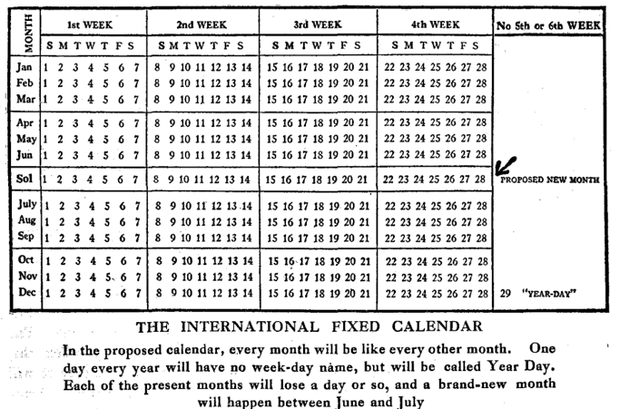 MONTH 1st WEEK 2nd WEEK 3rd WEEK 4th WEEK No 5th or 6th WEEK
S M T W T F S S M T W T F S S M T W T F S S M T W T F S
Jan 1 2 3 4 5 6 7 8 9 10 11 12 13 14 15 16 17 18 19 20 21 22 23 24 25 26 27 28
Feb 1 2 3 4 5 6 7 8 9 10 11 12 13 14 15 16 17 18 19 20 21 22 23 24 25 26 27 28
Mar 1 2 3 4 5 6 7 8 9 10 11 12 13 14 15 16 17 18 19 20 21 22 23 24 25 26 27 28
Apr 1 2 3 4 5 6 7 8 9 10 11 12 13 14 15 16 17 18 19 20 21 22 23 24 25 26 27 28
May 1 2 3 4 5 6 7 8 9 10 11 12 13 14 15 16 17 18 19 20 21 22 23 24 25 26 27 28
Jun 1 2 3 4 5 6 7 8 9 10 11 12 13 14 15 16 17 18 19 20 21 22 23 24 25 26 27 28
Sol 1 2 3 4 5 6 7 8 9 10 11 12 13 14 15 16 17 18 19 20 21 22 23 24 25 26 27 28 PROPOSED NEW MONTH
July 1 2 3 4 5 6 7 8 9 10 11 12 13 14 15 16 17 18 19 20 21 22 23 24 25 26 27 28
Aug 1 2 3 4 5 6 7 8 9 10 11 12 13 14 15 16 17 18 19 20 21 22 23 24 25 26 27 28
Sep 1 2 3 4 5 6 7 8 9 10 11 12 13 14 15 16 17 18 19 20 21 22 23 24 25 26 27 28
Oct 1 2 3 4 5 6 7 8 9 10 11 12 13 14 15 16 17 18 19 20 21 22 23 24 25 26 27 28
Nov 1 2 3 4 5 6 7 8 9 10 11 12 13 14 15 16 17 18 19 20 21 22 23 24 25 26 27 28
Dec 1 2 3 4 5 6 7 8 9 10 11 12 13 14 15 16 17 18 19 20 21 22 23 24 25 26 27 28 29 "YEAR-DAY"
THE INTERNATIONAL FIXED CALENDAR
In the proposed calendar, every month will be like every other month. One
day every year will have no week-day name, but will be called Year Day.
Each of the present months will lose a day or so, and a brand-new month
will happen between June and July